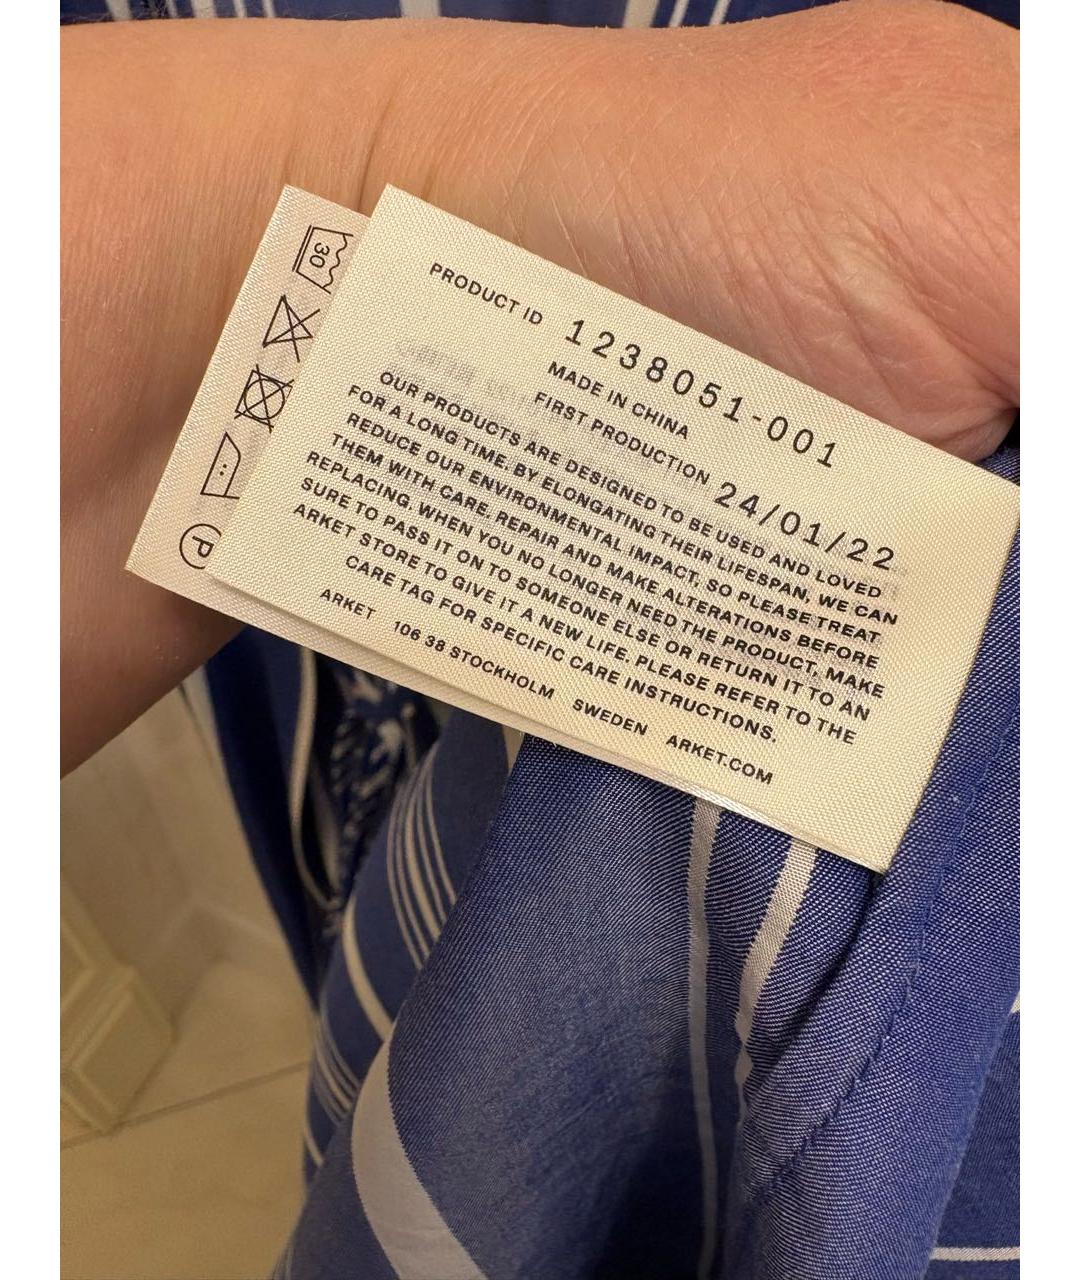 PRODUCT ID 1238051-001
MADE IN CHINA
FIRST PRODUCTION 24/01/22
OUR PRODUCTS ARE DESIGNED TO BE USED AND LOVED
FOR A LONG TIME. BY ELONGATING THEIR LIFESPAN, WE CAN
REDUCE OUR ENVIRONMENTAL IMPACT, SO PLEASE TREAT
THEM WITH CARE. REPAIR AND MAKE ALTERATIONS BEFORE
REPLACING. WHEN YOU NO LONGER NEED THE PRODUCT, MAKE
SURE TO PASS IT ON TO SOMEONE ELSE OR RETURN IT TO AN
ARKET STORE TO GIVE IT A NEW LIFE. PLEASE REFER TO THE
CARE TAG FOR SPECIFIC CARE INSTRUCTIONS.
ARKET 106 38 STOCKHOLM SWEDEN ARKET.COM
30
P